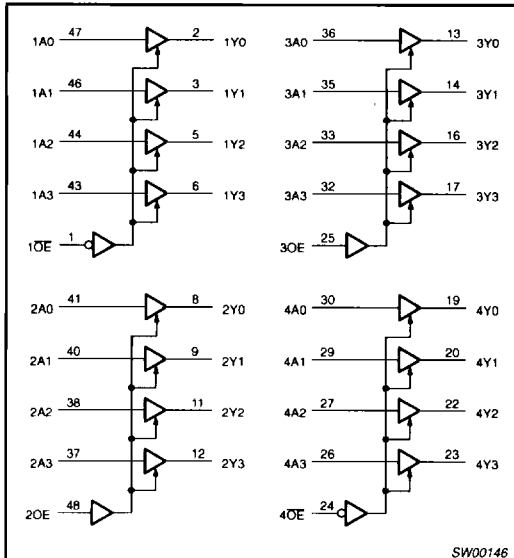 1A0 47 2 1Y0
1A1 46 3 1Y1
1A2 44 5 1Y2
1A3 43 6 1Y3
1OE 1
3A0 36 13 3Y0
3A1 35 14 3Y1
3A2 33 16 3Y2
3A3 32 17 3Y3
3OE 25
2A0 41 8 2Y0
2A1 40 9 2Y1
2A2 38 11 2Y2
2A3 37 12 2Y3
2OE 48
4A0 30 19 4Y0
4A1 29 20 4Y1
4A2 27 22 4Y2
4A3 26 23 4Y3
4OE 24
SW00146